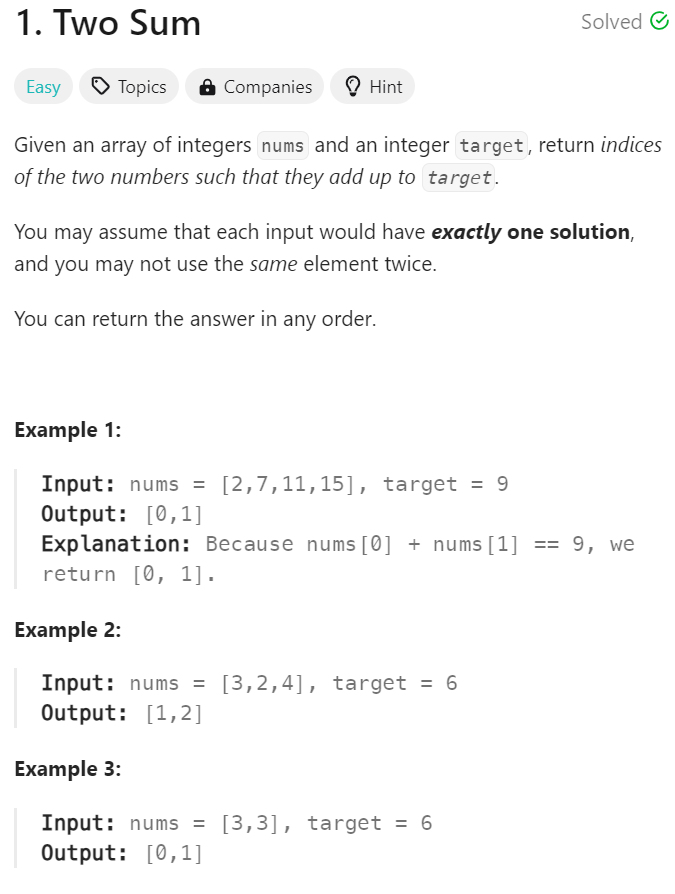 1. Two Sum
Solved
Easy
Topics
Companies
Hint
Given an array of integers nums and an integer target, return indices
of the two numbers such that they add up to target.
You may assume that each input would have exactly one solution,
and you may not use the same element twice.
You can return the answer in any order.
Example 1:
Input: nums = [2,7,11,15], target = 9
Output: [0,1]
Explanation: Because nums[0] + nums[1] == 9, we
return [0, 1].
Example 2:
Input: nums = [3,2,4], target = 6
Output: [1,2]
Example 3:
Input: nums = [3,3], target = 6
Output: [0,1]